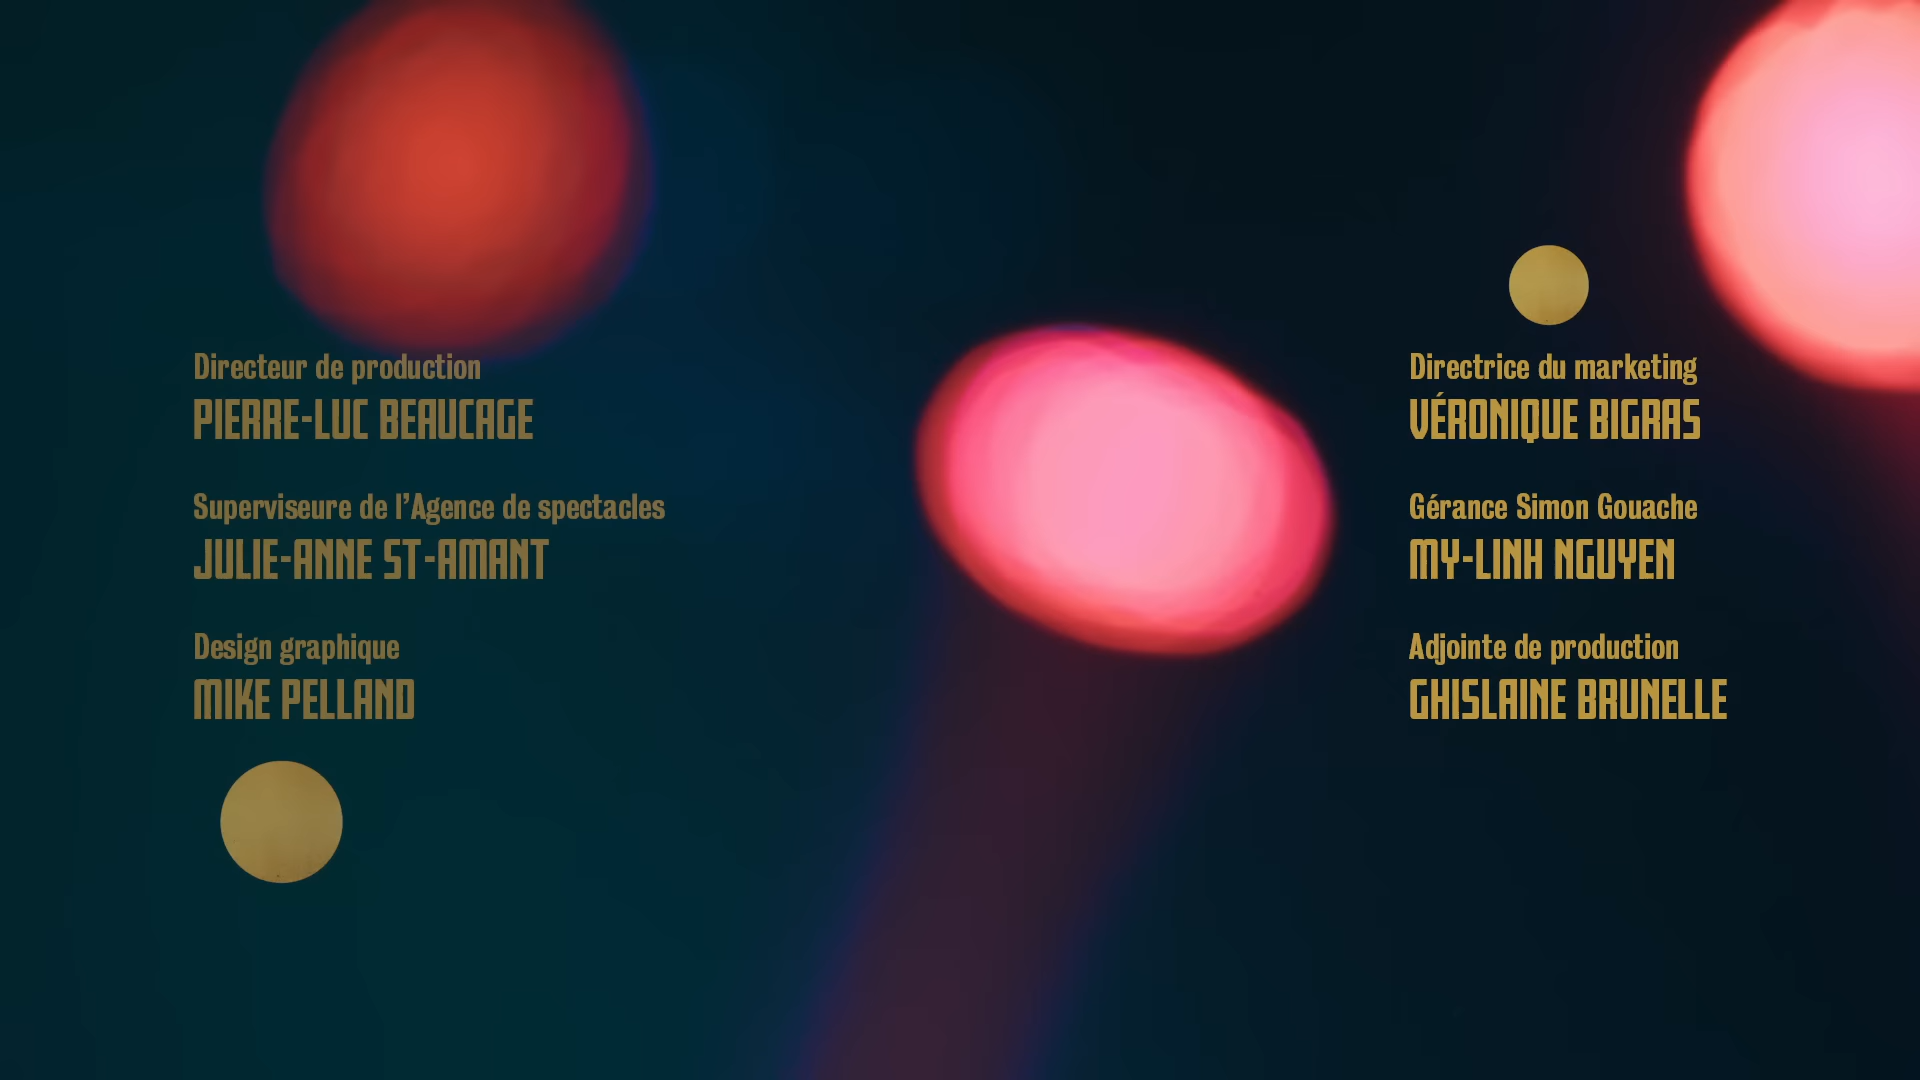 Directeur de production
PIERRE-LUC BEAUCAGE
Superviseure de l’Agence de spectacles
JULIE-ANNE ST-AMANT
Design graphique
MIKE PELLAND
Directrice du marketing
VÉRONIQUE BIGRAS
Gérance Simon Gouache
MY-LINH NGUYEN
Adjointe de production
GHISLAINE BRUNELLE